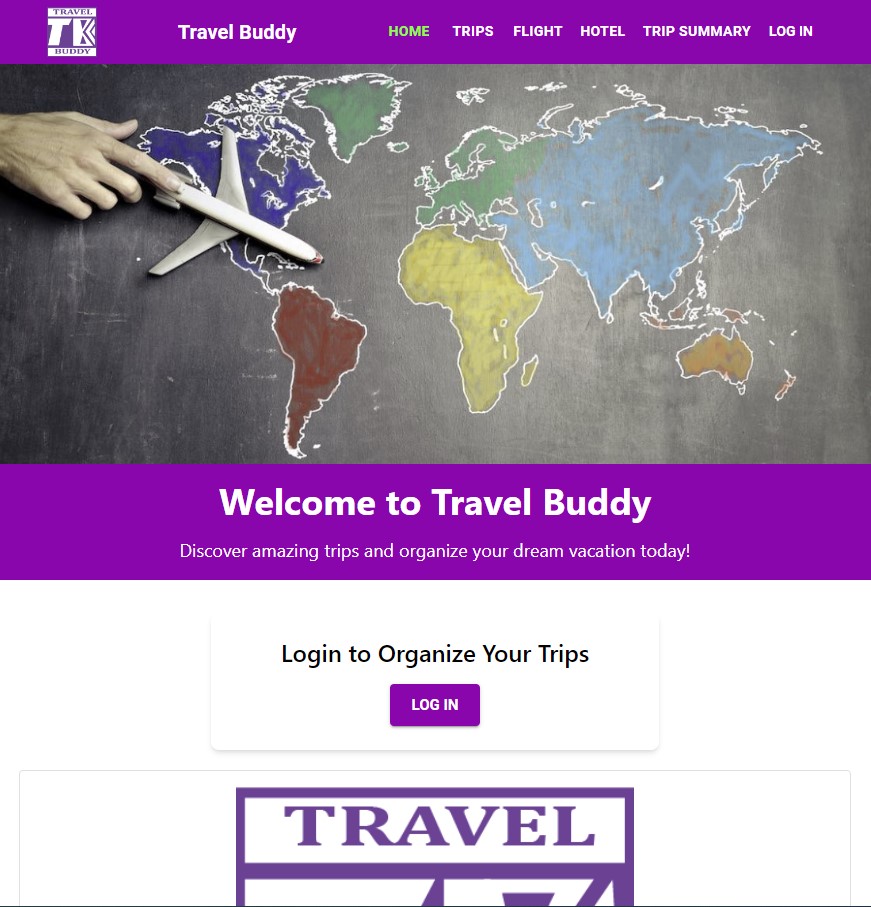 TRAVEL
TK
BUDDY
Travel Buddy
HOME TRIPS FLIGHT HOTEL TRIP SUMMARY LOG IN
Welcome to Travel Buddy
Discover amazing trips and organize your dream vacation today!
Login to Organize Your Trips
LOG IN
TRAVEL